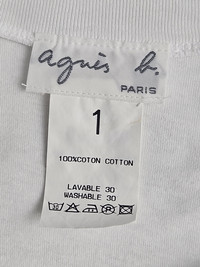 agnès b.
PARIS
1
100%COTON COTTON
LAVABLE 30
WASHABLE 30